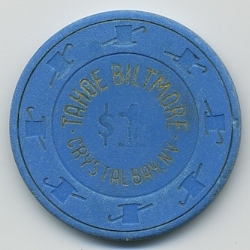 · TAHOE BILTMORE ·
$1
CRYSTAL BAY, NV.